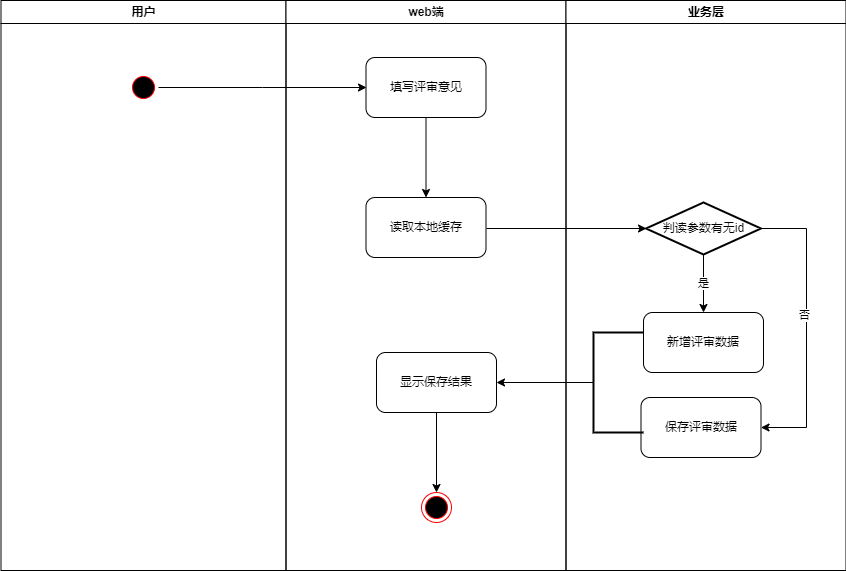 用户
web端
业务层
填写评审意见
读取本地缓存
判读参数有无id
是
否
新增评审数据
显示保存结果
保存评审数据